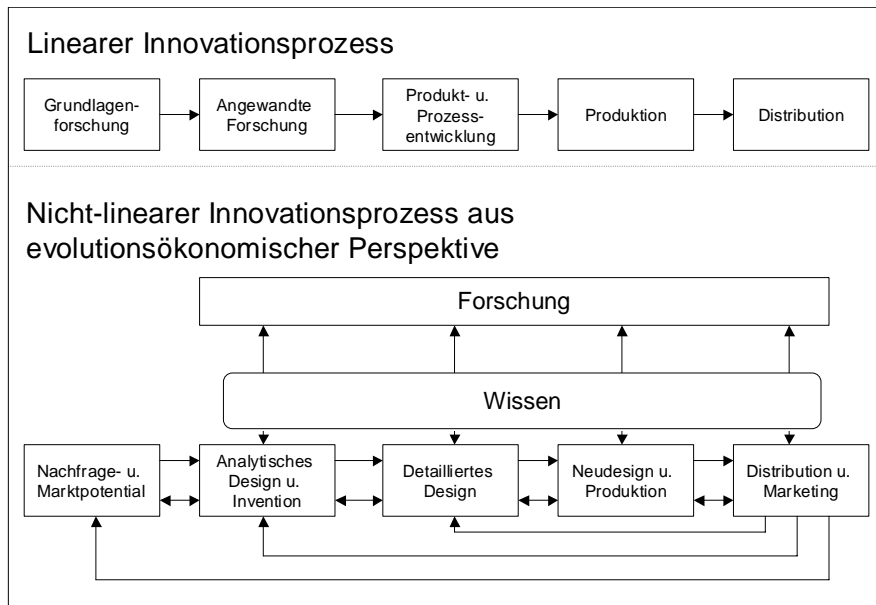 Linearer Innovationsprozess
Grundlagen-
forschung
Angewandte
Forschung
Produkt- u.
Prozess-
entwicklung
Produktion
Distribution
Nicht-linearer Innovationsprozess aus
evolutionsökonomischer Perspektive
Forschung
Wissen
Nachfrage- u.
Marktpotential
Analytisches
Design u.
Invention
Detailliertes
Design
Neudesign u.
Produktion
Distribution u.
Marketing